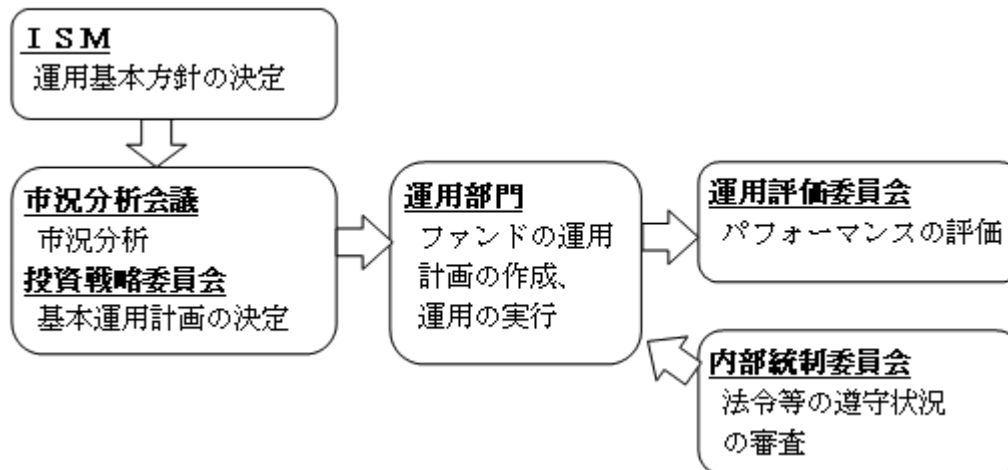 ＩＳＭ
運用基本方針の決定
市況分析会議
市況分析
投資戦略委員会
基本運用計画の決定
運用部門
ファンドの運用
計画の作成、
運用の実行
運用評価委員会
パフォーマンスの評価
内部統制委員会
法令等の遵守状況
の審査